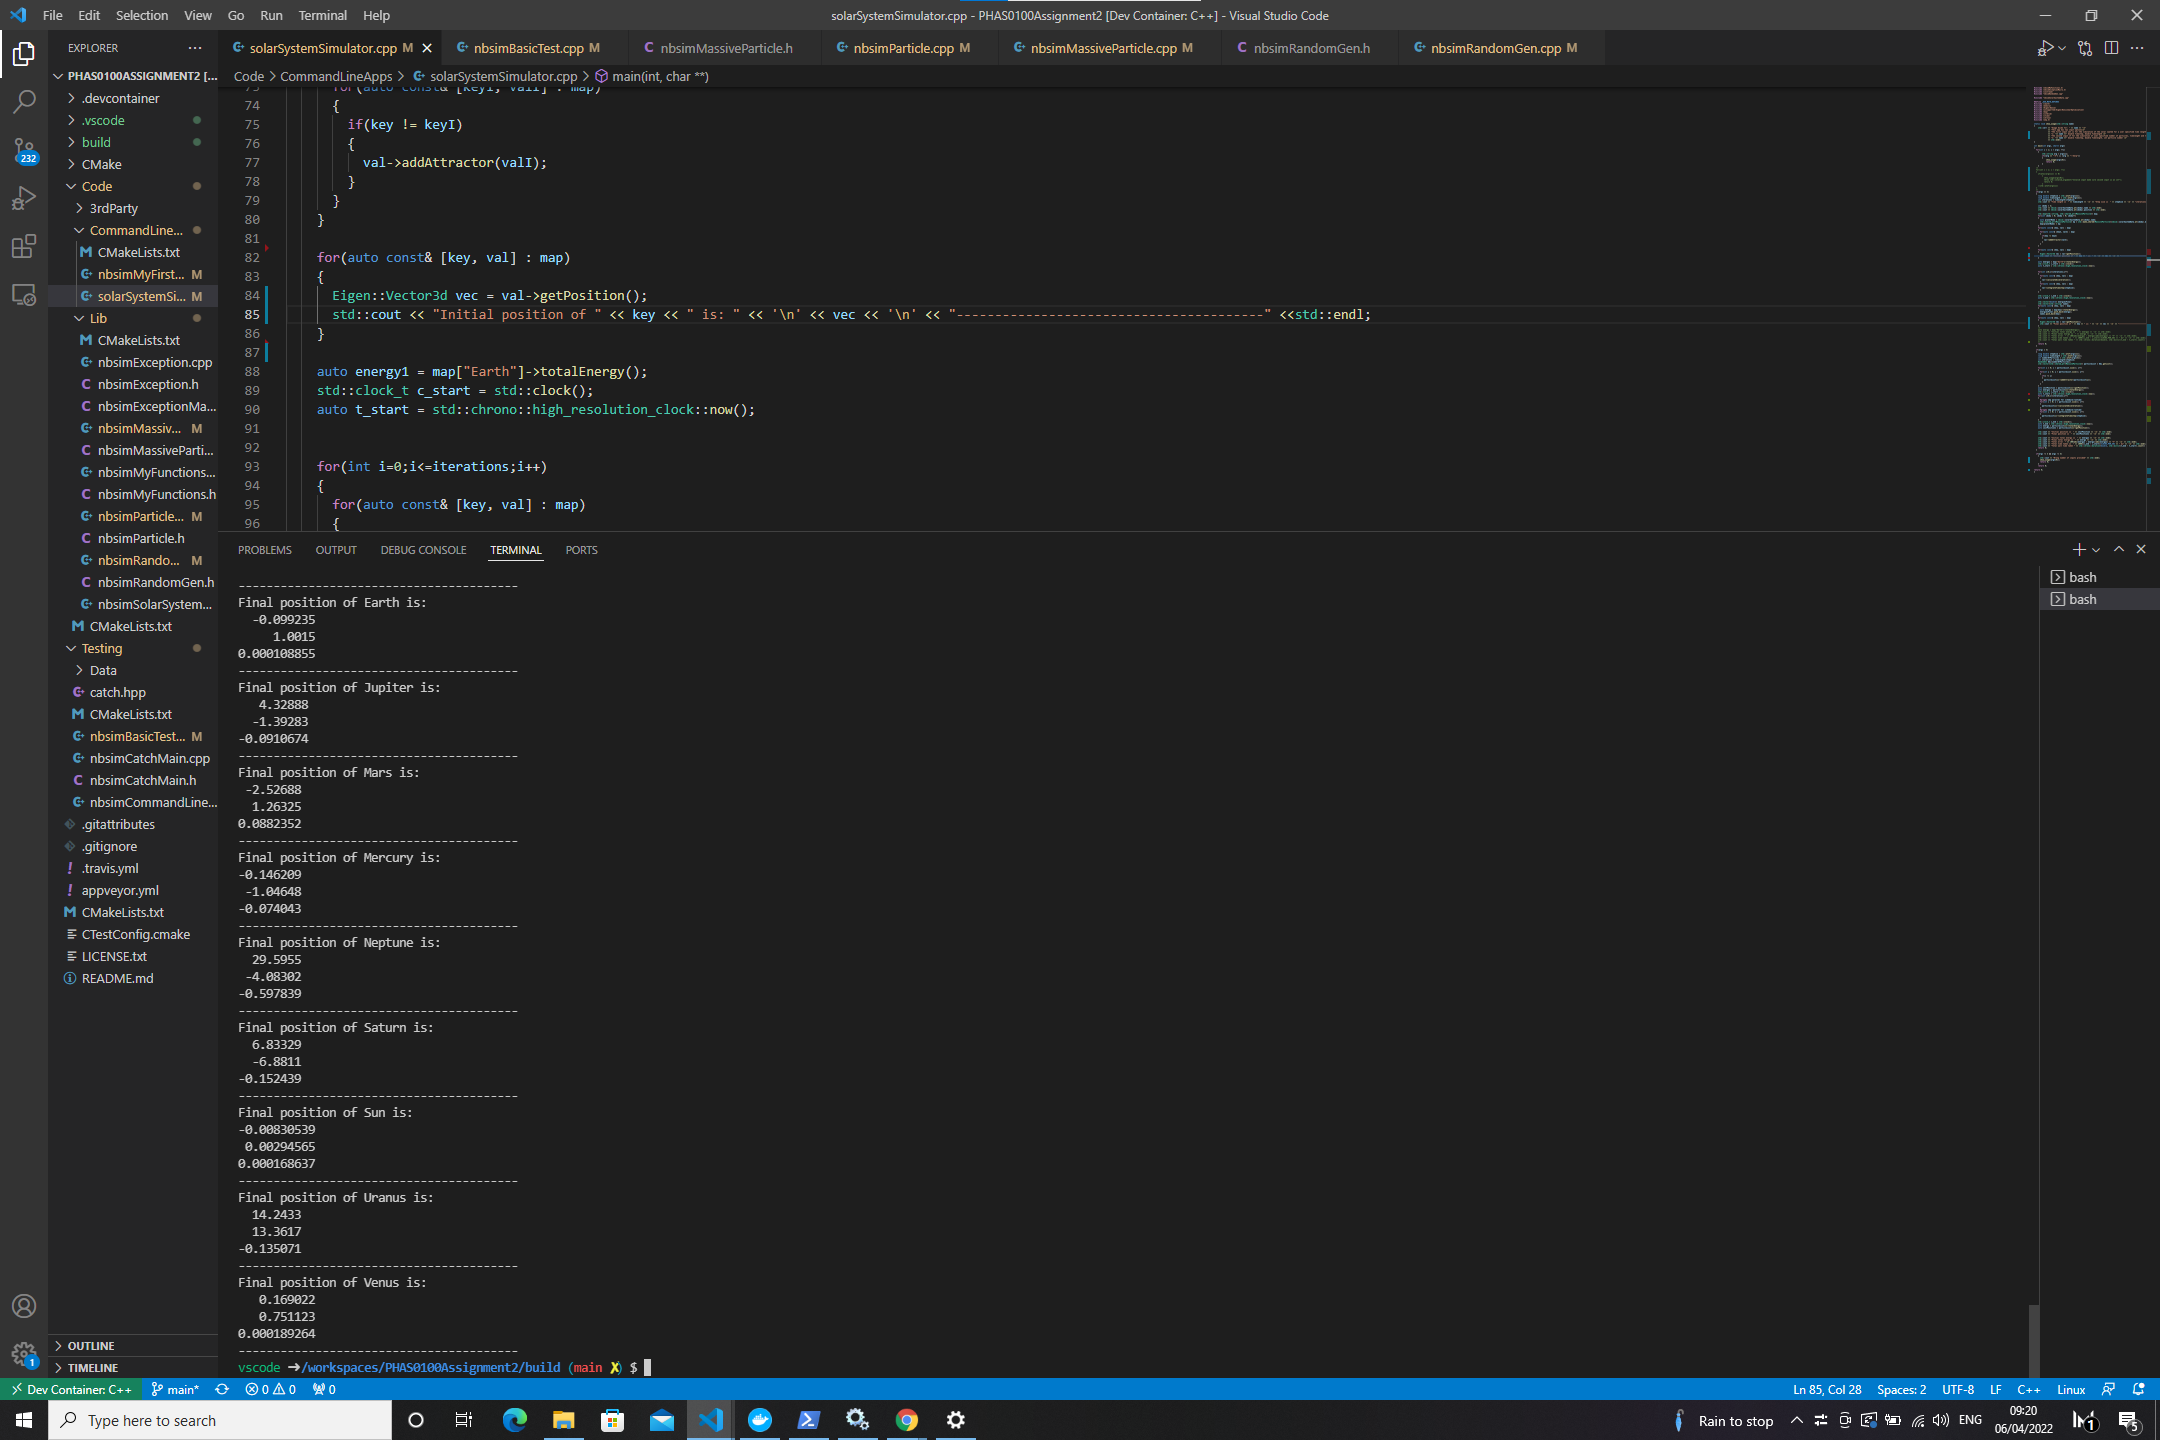 File Edit Selection View Go Run Terminal Help
solarSystemSimulator.cpp - PHAS0100Assignment2 [Dev Container: C++] - Visual Studio Code
EXPLORER
solarSystemSimulator.cpp M
nbsimBasicTest.cpp M
nbsimMassiveParticle.h
nbsimParticle.cpp M
nbsimMassiveParticle.cpp M
nbsimRandomGen.h
nbsimRandomGen.cpp M
Code > CommandLineApps > solarSystemSimulator.cpp > main(int, char **)
PHAS0100ASSIGNMENT2 [...
.devcontainer
.vscode
build
CMake
Code
3rdParty
CommandLine...
CMakeLists.txt
nbsimMyFirst... M
solarSystemSi... M
Lib
CMakeLists.txt
nbsimException.cpp
nbsimException.h
nbsimExceptionMa...
nbsimMassiv... M
nbsimMassiveParti...
nbsimMyFunctions...
nbsimMyFunctions.h
nbsimParticle... M
nbsimParticle.h
nbsimRando... M
nbsimRandomGen.h
nbsimSolarSystem...
CMakeLists.txt
Testing
Data
catch.hpp
CMakeLists.txt
nbsimBasicTest... M
nbsimCatchMain.cpp
nbsimCatchMain.h
nbsimCommandLine...
.gitattributes
.gitignore
.travis.yml
appveyor.yml
CMakeLists.txt
CTestConfig.cmake
LICENSE.txt
README.md
OUTLINE
TIMELINE
232
1
73 for(auto const& [keyI, valI] : map)
74 {
75 if(key != keyI)
76 {
77 val->addAttractor(valI);
78 }
79 }
80 }
81
82 for(auto const& [key, val] : map)
83 {
84 Eigen::Vector3d vec = val->getPosition();
85 std::cout << "Initial position of " << key << " is: " << '\n' << vec << '\n' << "----------------------------------------" <<std::endl;
86 }
87
88 auto energy1 = map["Earth"]->totalEnergy();
89 std::clock_t c_start = std::clock();
90 auto t_start = std::chrono::high_resolution_clock::now();
91
92
93 for(int i=0;i<=iterations;i++)
94 {
95 for(auto const& [key, val] : map)
96 {
PROBLEMS OUTPUT DEBUG CONSOLE TERMINAL PORTS
bash
bash
----------------------------------------
Final position of Earth is:
-0.099235
1.0015
0.000108855
----------------------------------------
Final position of Jupiter is:
4.32888
-1.39283
-0.0910674
----------------------------------------
Final position of Mars is:
-2.52688
1.26325
0.0882352
----------------------------------------
Final position of Mercury is:
-0.146209
-1.04648
-0.074043
----------------------------------------
Final position of Neptune is:
29.5955
-4.08302
-0.597839
----------------------------------------
Final position of Saturn is:
6.83329
-6.8811
-0.152439
----------------------------------------
Final position of Sun is:
-0.00830539
0.00294565
0.000168637
----------------------------------------
Final position of Uranus is:
14.2433
13.3617
-0.135071
----------------------------------------
Final position of Venus is:
0.169022
0.751123
0.000189264
----------------------------------------
vscode ➜/workspaces/PHAS0100Assignment2/build (main ✗) $
Dev Container: C++ main* 0 0 0
Ln 85, Col 28 Spaces: 2 UTF-8 LF C++ Linux
Type here to search
Rain to stop
ENG
09:20
06/04/2022
1
5